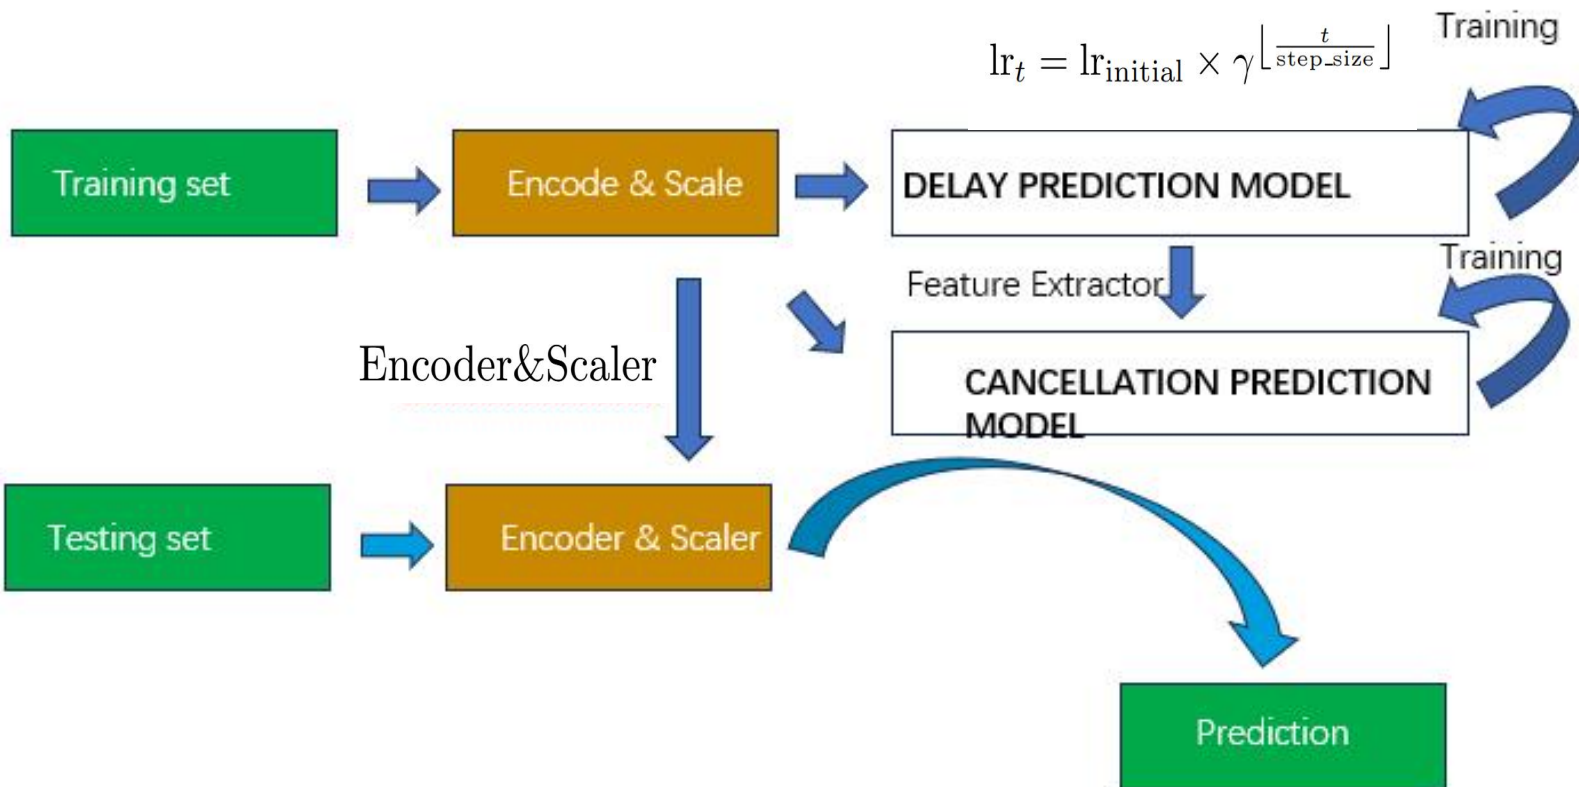 Training
lr_t = lr_initial × γ^⌊t/step_size⌋
Training set
Encode & Scale
DELAY PREDICTION MODEL
Training
Feature Extractor
Encoder&Scaler
CANCELLATION PREDICTION
MODEL
Testing set
Encoder & Scaler
Prediction